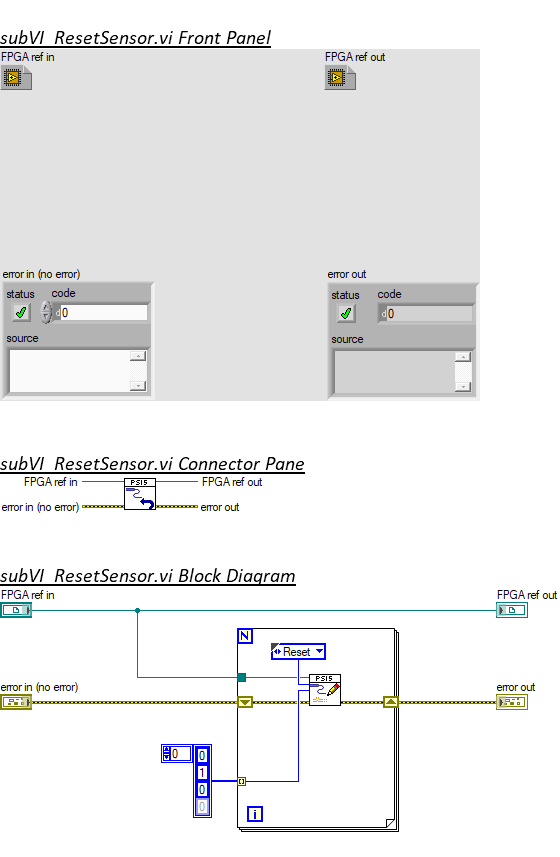 subVI_ResetSensor.vi Front Panel
FPGA ref in FPGA ref out
error in (no error) error out
status code status code
d 0 d 0
source source
subVI_ResetSensor.vi Connector Pane
FPGA ref in PSI5 FPGA ref out
error in (no error) error out
subVI_ResetSensor.vi Block Diagram
FPGA ref in FPGA ref out
N
Reset
PSI5
error in (no error) error out
0 0
1
0
0
i